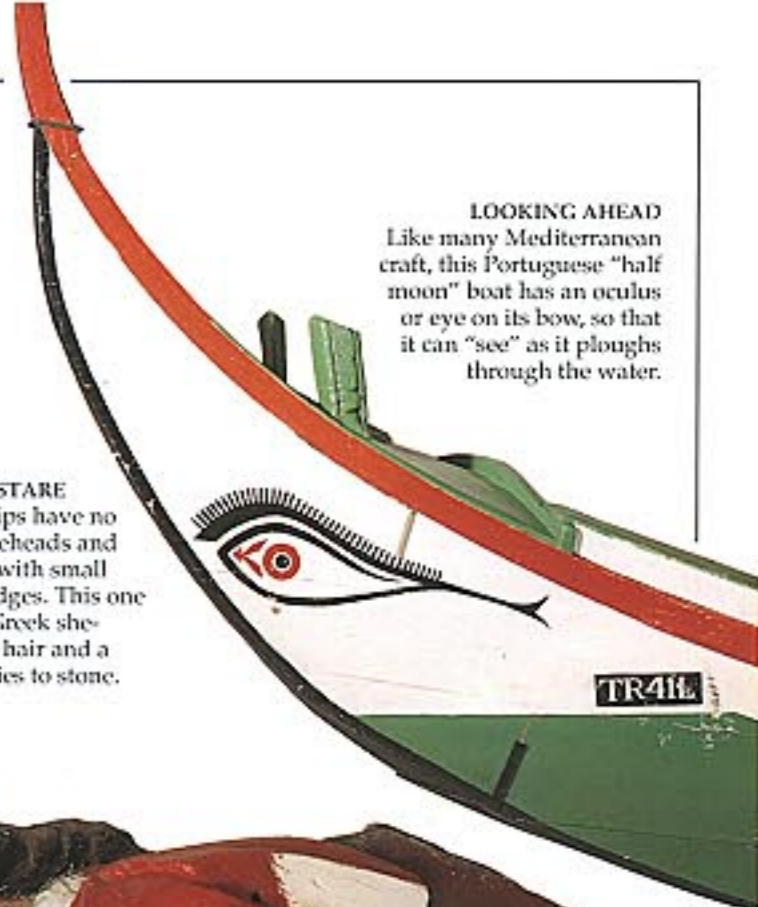 LOOKING AHEAD
Like many Mediterranean
craft, this Portuguese "half
moon" boat has an oculus
or eye on its bow, so that
it can "see" as it ploughs
through the water.
STARE
ips have no
eheads and
with small
dges. This one
Greek she-
hair and a
ies to stone.
TR41L